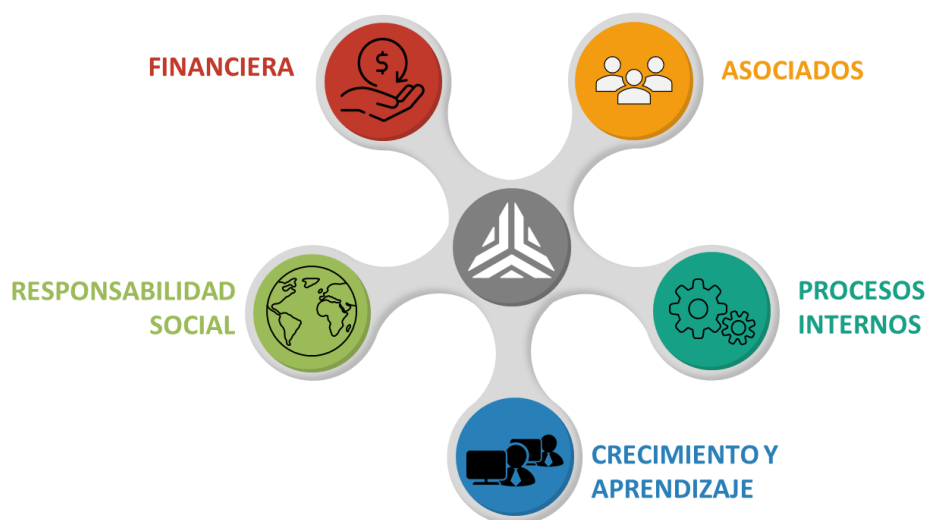 FINANCIERA
ASOCIADOS
RESPONSABILIDAD
SOCIAL
PROCESOS
INTERNOS
CRECIMIENTO Y
APRENDIZAJE
$